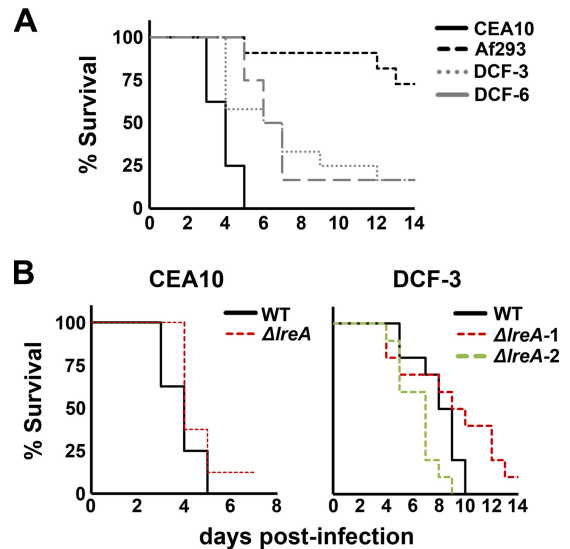 A
CEA10
Af293
DCF-3
DCF-6
% Survival
100
75
50
25
0
0 2 4 6 8 10 12 14
B
CEA10
DCF-3
WT
ΔlreA
WT
ΔlreA-1
ΔlreA-2
% Survival
100
75
50
25
0
0 2 4 6 8
0 2 4 6 8 10 12 14
days post-infection